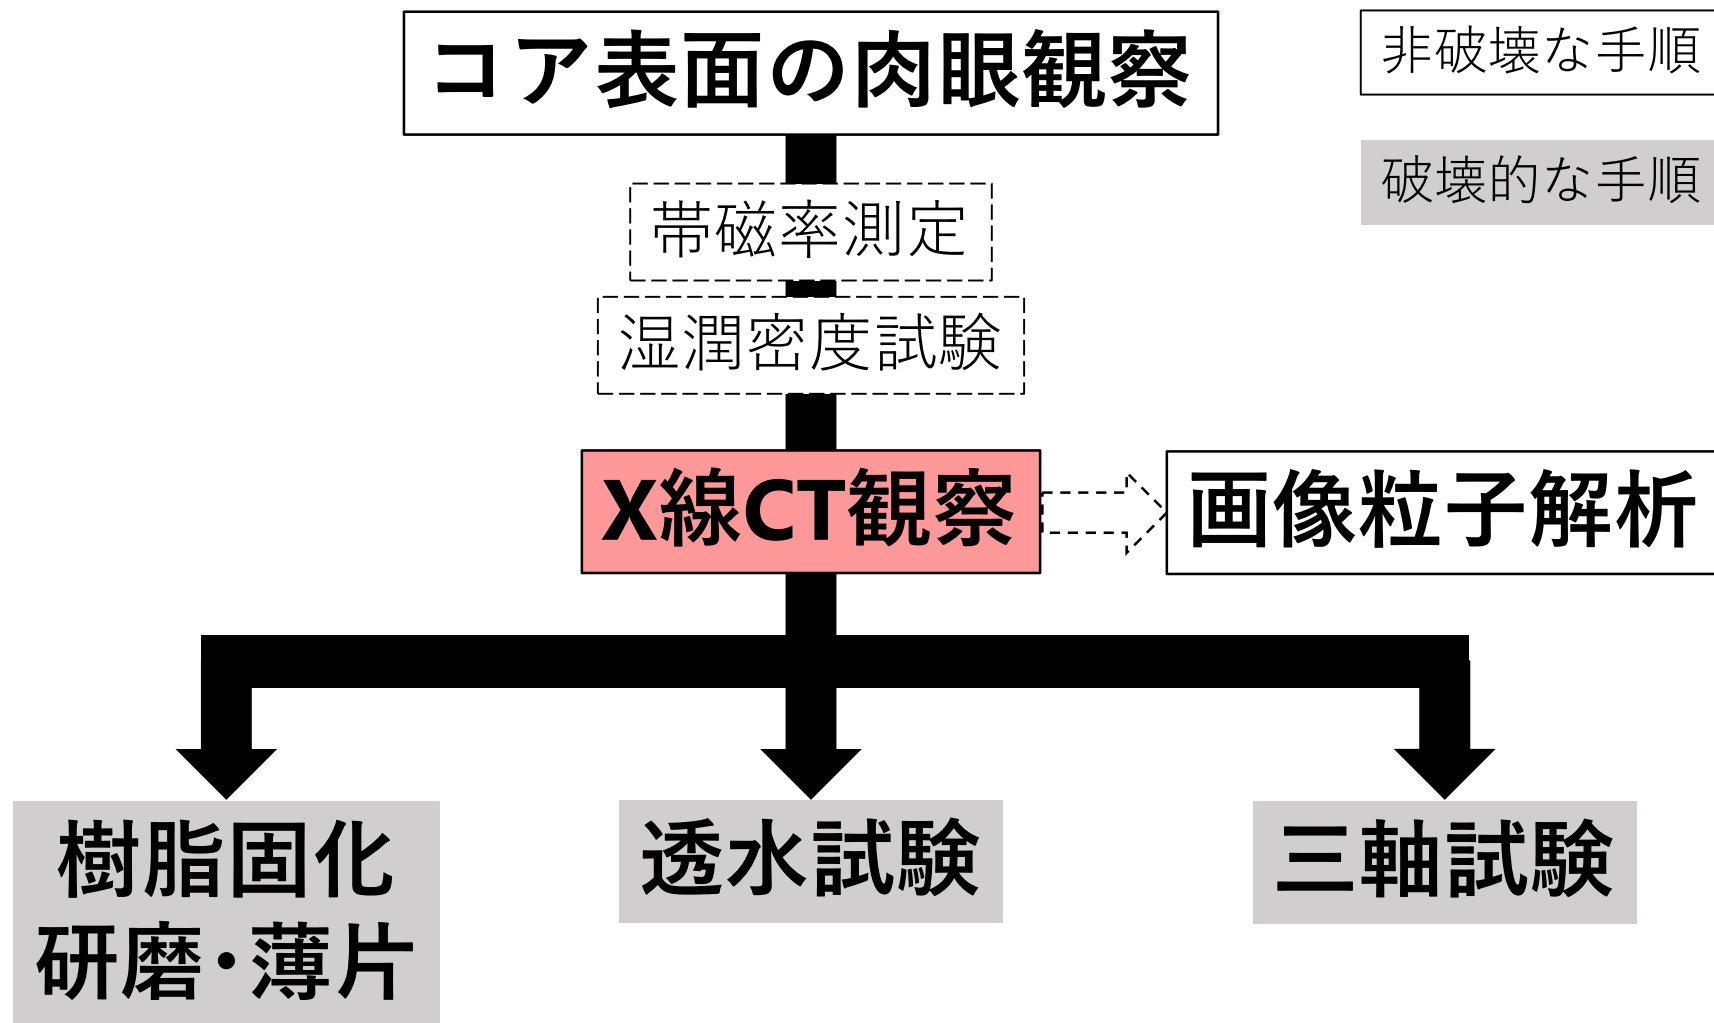 コア表面の肉眼観察
非破壊な手順
破壊的な手順
帯磁率測定
湿潤密度試験
X線CT観察
画像粒子解析
樹脂固化
研磨・薄片
透水試験
三軸試験